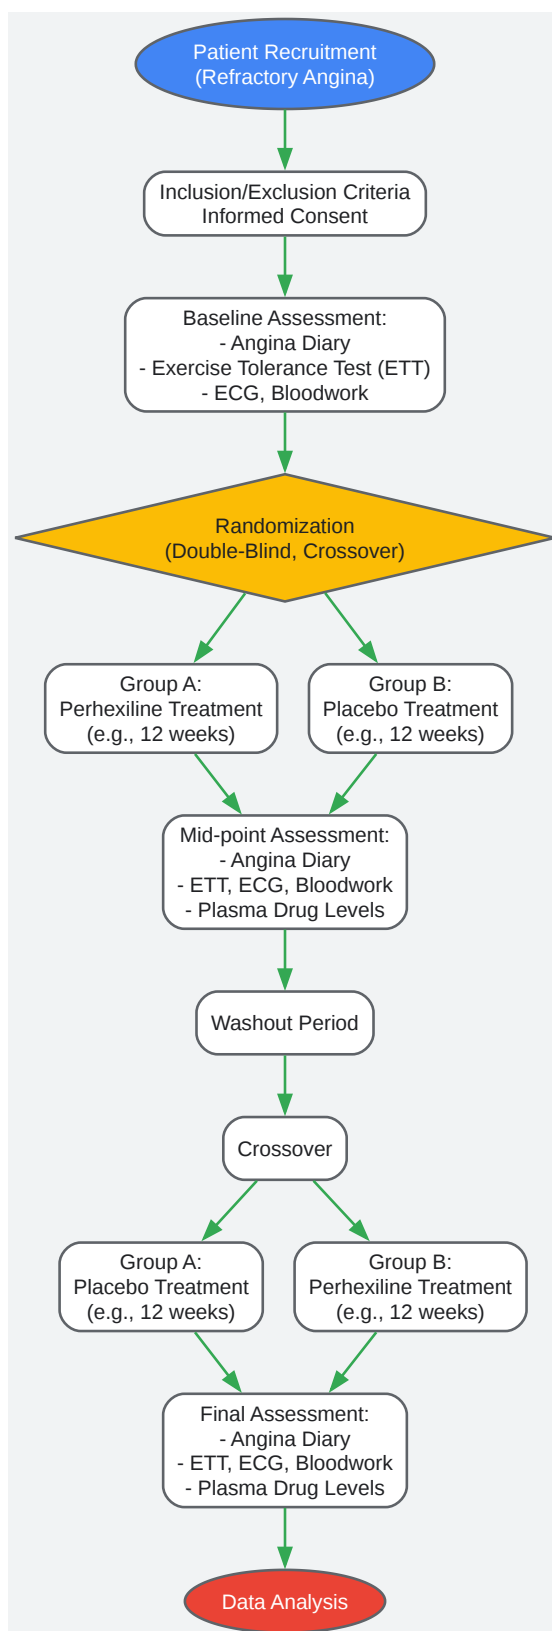 Patient Recruitment
(Refractory Angina)
Inclusion/Exclusion Criteria
Informed Consent
Baseline Assessment:
- Angina Diary
- Exercise Tolerance Test (ETT)
- ECG, Bloodwork
Randomization
(Double-Blind, Crossover)
Group A:
Perhexiline Treatment
(e.g., 12 weeks)
Group B:
Placebo Treatment
(e.g., 12 weeks)
Mid-point Assessment:
- Angina Diary
- ETT, ECG, Bloodwork
- Plasma Drug Levels
Washout Period
Crossover
Group A:
Placebo Treatment
(e.g., 12 weeks)
Group B:
Perhexiline Treatment
(e.g., 12 weeks)
Final Assessment:
- Angina Diary
- ETT, ECG, Bloodwork
- Plasma Drug Levels
Data Analysis